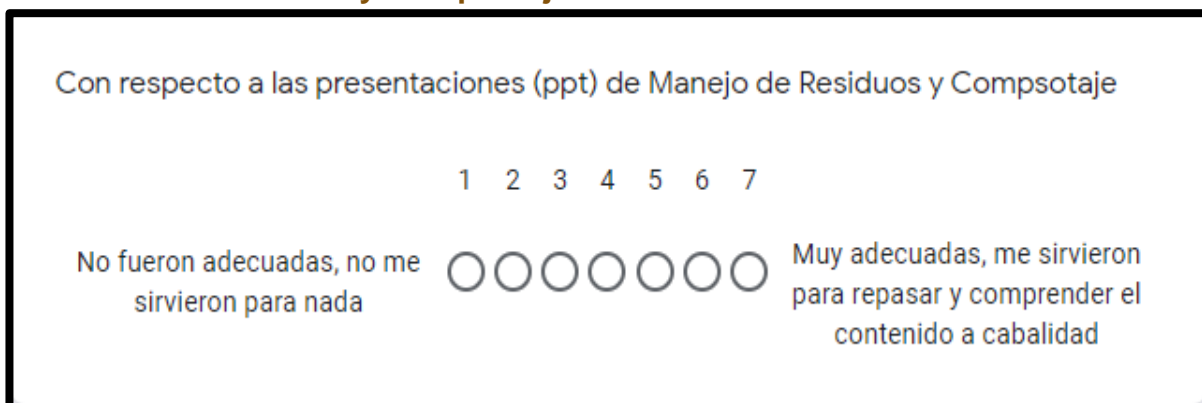 Con respecto a las presentaciones (ppt) de Manejo de Residuos y Compsotaje
1 2 3 4 5 6 7
No fueron adecuadas, no me
sirvieron para nada
Muy adecuadas, me sirvieron
para repasar y comprender el
contenido a cabalidad